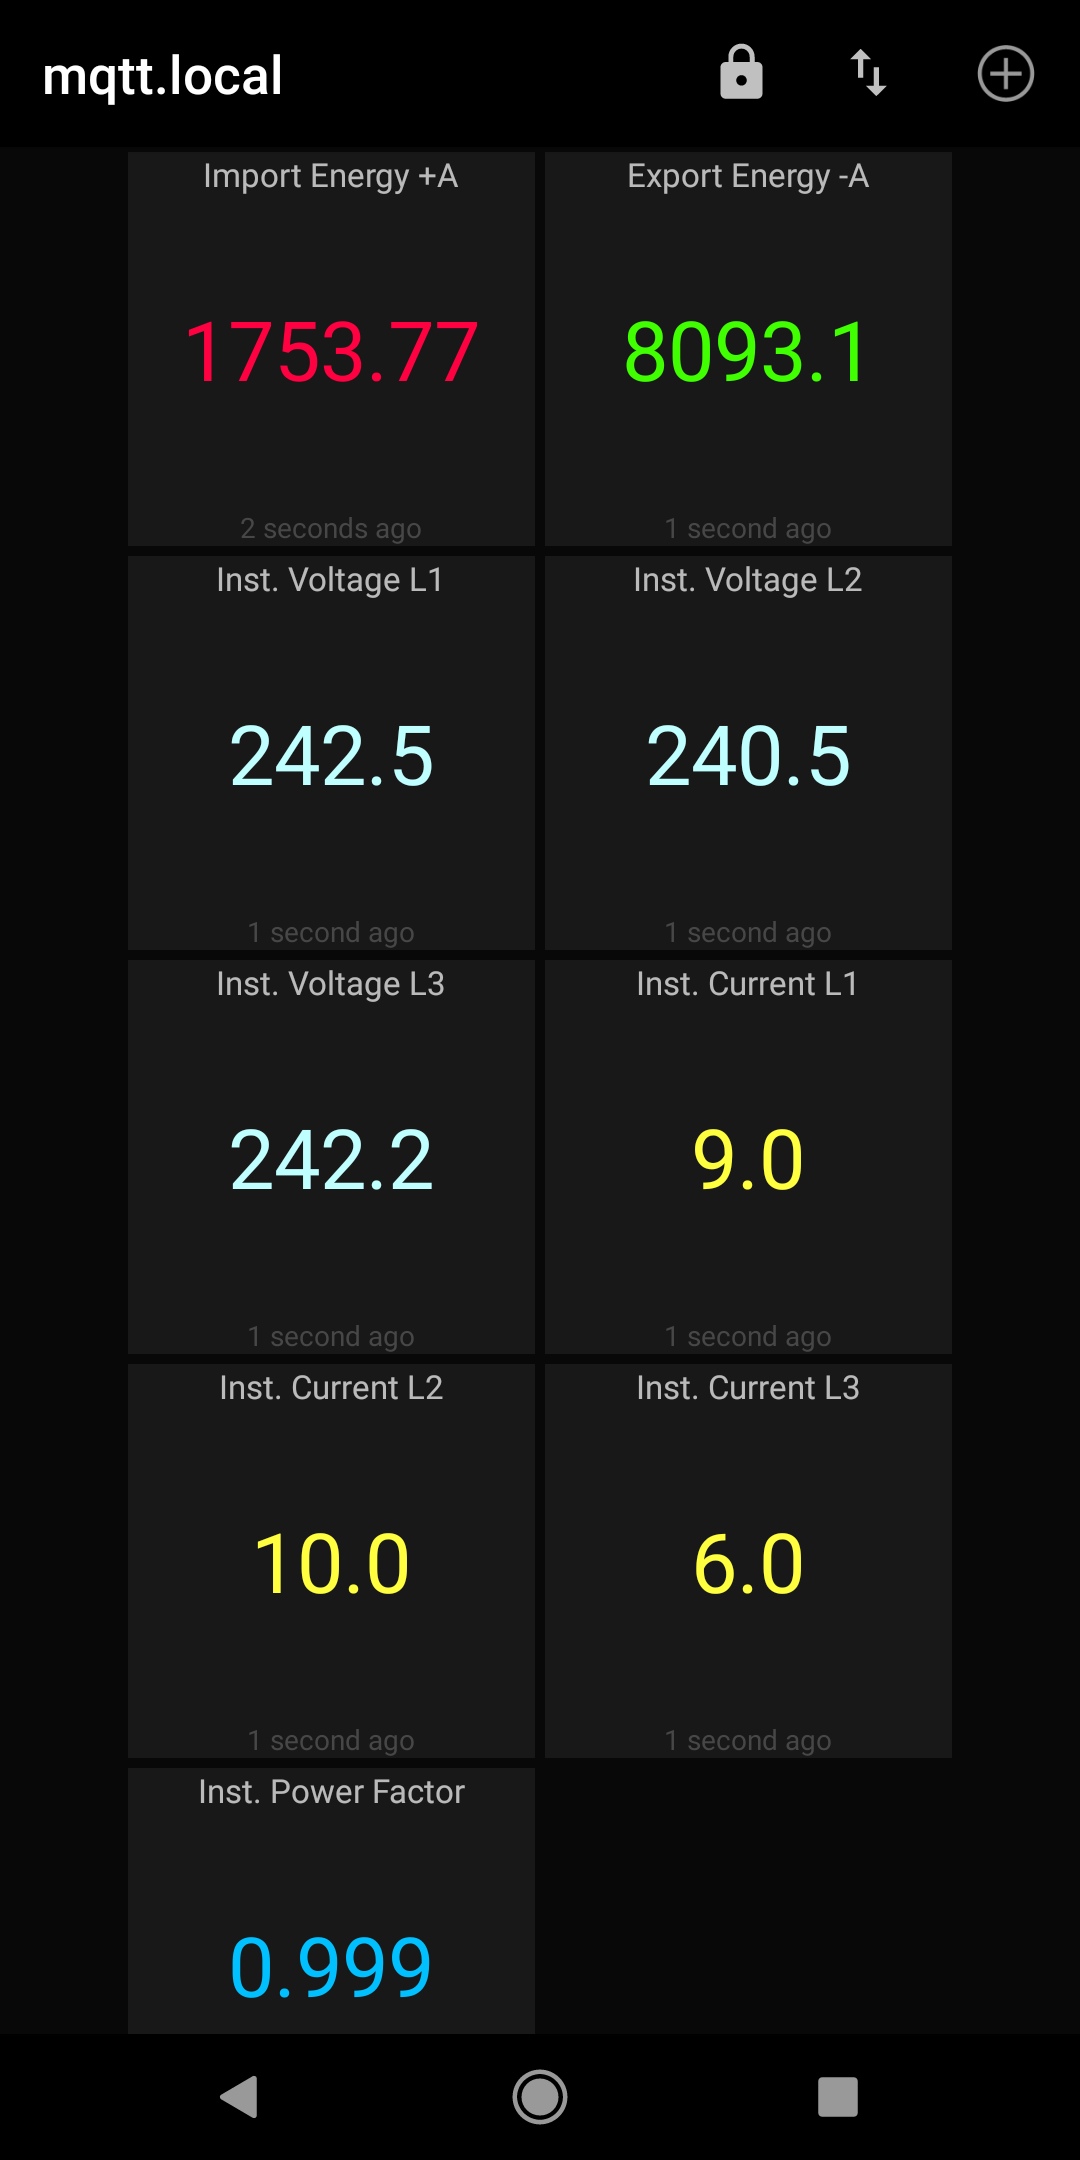 mqtt.local
Import Energy +A
Export Energy -A
1753.77
8093.1
2 seconds ago
1 second ago
Inst. Voltage L1
Inst. Voltage L2
242.5
240.5
1 second ago
1 second ago
Inst. Voltage L3
Inst. Current L1
242.2
9.0
1 second ago
1 second ago
Inst. Current L2
Inst. Current L3
10.0
6.0
1 second ago
1 second ago
Inst. Power Factor
0.999